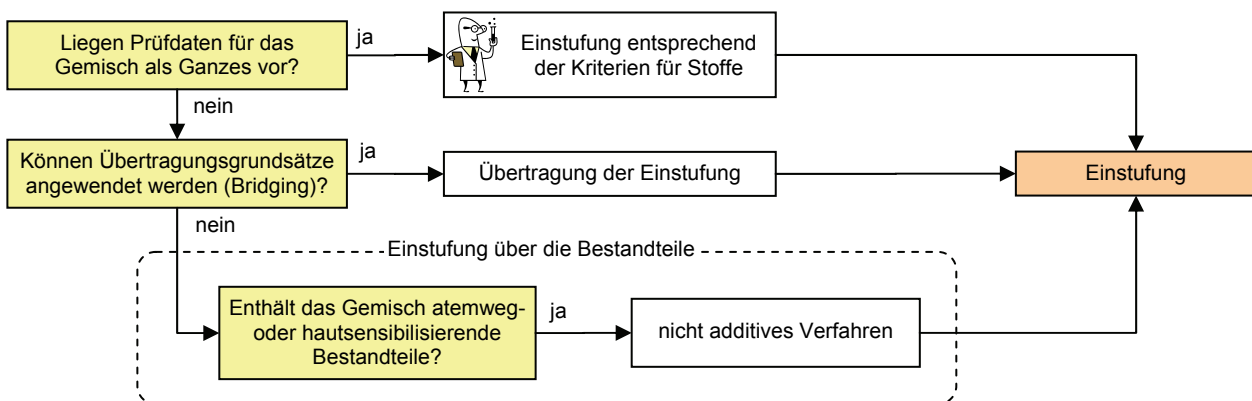 Liegen Prüfdaten für das
Gemisch als Ganzes vor?
ja
Einstufung entsprechend
der Kriterien für Stoffe
nein
Können Übertragungsgrundsätze
angewendet werden (Bridging)?
ja
Übertragung der Einstufung
Einstufung
nein
Einstufung über die Bestandteile
Enthält das Gemisch atemweg-
oder hautsensibilisierende
Bestandteile?
ja
nicht additives Verfahren